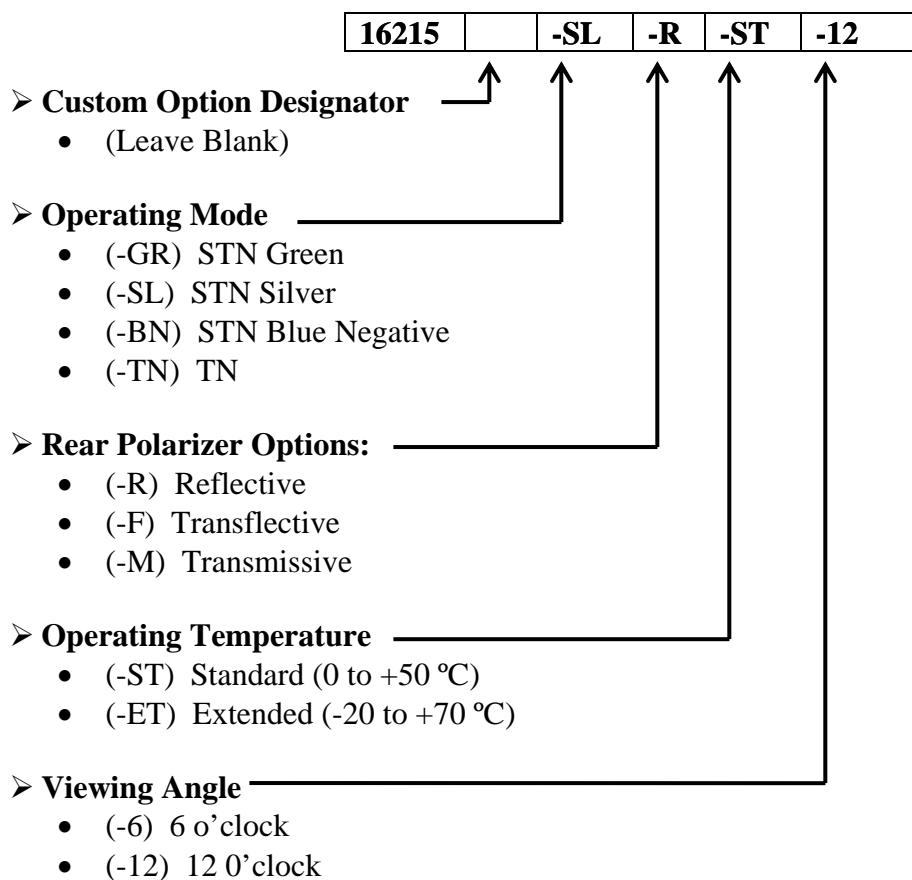 16215 -SL -R -ST -12
➢ Custom Option Designator
• (Leave Blank)
➢ Operating Mode
• (-GR) STN Green
• (-SL) STN Silver
• (-BN) STN Blue Negative
• (-TN) TN
➢ Rear Polarizer Options:
• (-R) Reflective
• (-F) Transflective
• (-M) Transmissive
➢ Operating Temperature
• (-ST) Standard (0 to +50 ºC)
• (-ET) Extended (-20 to +70 ºC)
➢ Viewing Angle
• (-6) 6 o’clock
• (-12) 12 0’clock